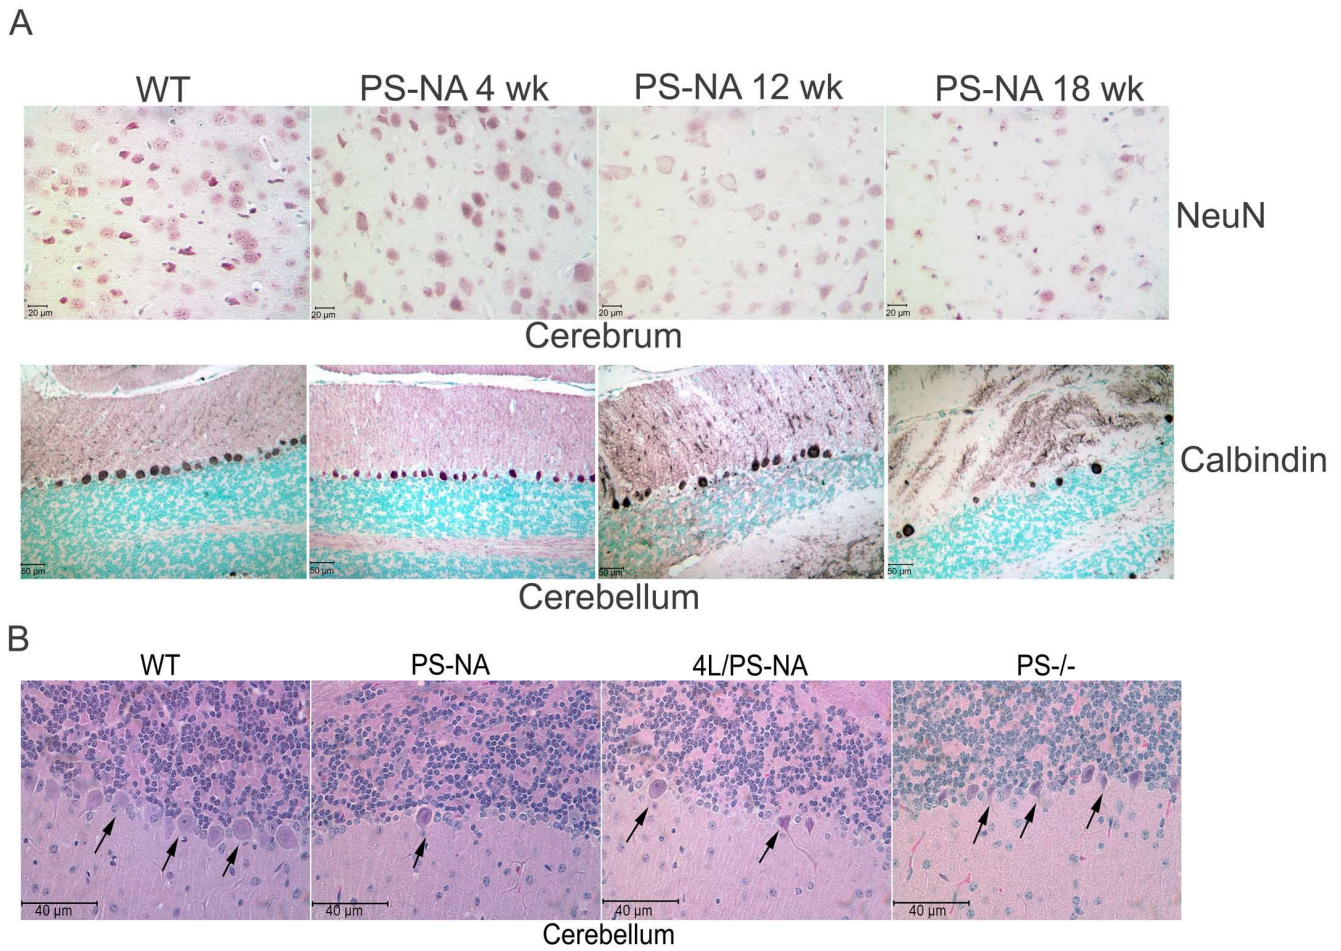 A
WT PS-NA 4 wk PS-NA 12 wk PS-NA 18 wk
NeuN
20 µm 20 µm 20 µm 20 µm
Cerebrum
Calbindin
50 µm 50 µm 50 µm 50 µm
Cerebellum
B
WT PS-NA 4L/PS-NA PS-/-
40 µm 40 µm 40 µm 40 µm
Cerebellum